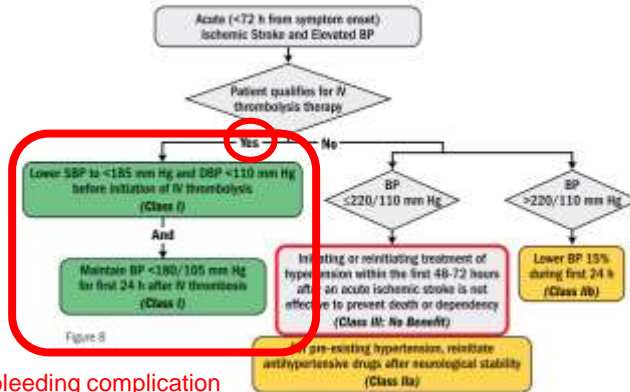 Acute (<72 h from symptom onset)
Ischemic Stroke and Elevated BP
Patient qualifies for IV
thrombolysis therapy
Yes
No
Lower SBP to <185 mm Hg and DBP <110 mm Hg
before initiation of IV thrombolysis
(Class I)
And
Maintain BP <180/105 mm Hg
for first 24 h after IV thrombosis
(Class I)
BP
≤220/110 mm Hg
BP
>220/110 mm Hg
Initiating or reinitiating treatment of
hypertension within the first 48-72 hours
after an acute ischemic stroke is not
effective to prevent death or dependency
(Class III: No Benefit)
Lower BP 15%
during first 24 h
(Class IIb)
pre-existing hypertension, reinitiate
antihypertensive drugs after neurological stability
(Class IIa)
Figure 8
bleeding complication